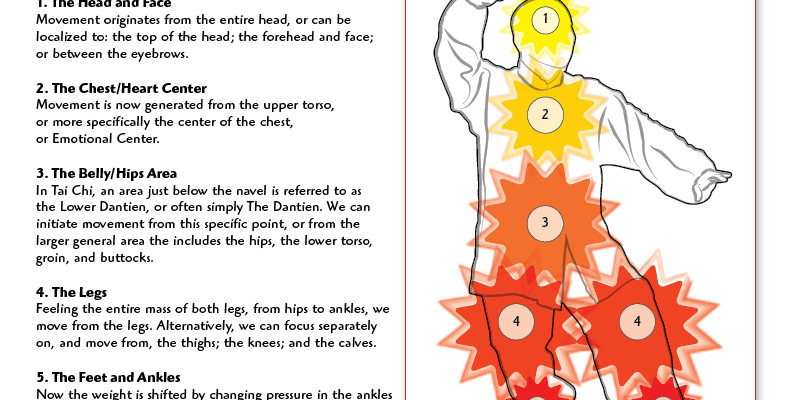 1. The Head and Face
Movement originates from the entire head, or can be
localized to: the top of the head; the forehead and face;
or between the eyebrows.
2. The Chest/Heart Center
Movement is now generated from the upper torso,
or more specifically the center of the chest,
or Emotional Center.
3. The Belly/Hips Area
In Tai Chi, an area just below the navel is referred to as
the Lower Dantien, or often simply The Dantien. We can
initiate movement from this specific point, or from the
larger general area the includes the hips, the lower torso,
groin, and buttocks.
4. The Legs
Feeling the entire mass of both legs, from hips to ankles, we
move from the legs. Alternatively, we can focus separately
on, and move from, the thighs; the knees; and the calves.
5. The Feet and Ankles
Now the weight is shifted by changing pressure in the ankles
1
2
3
4
4